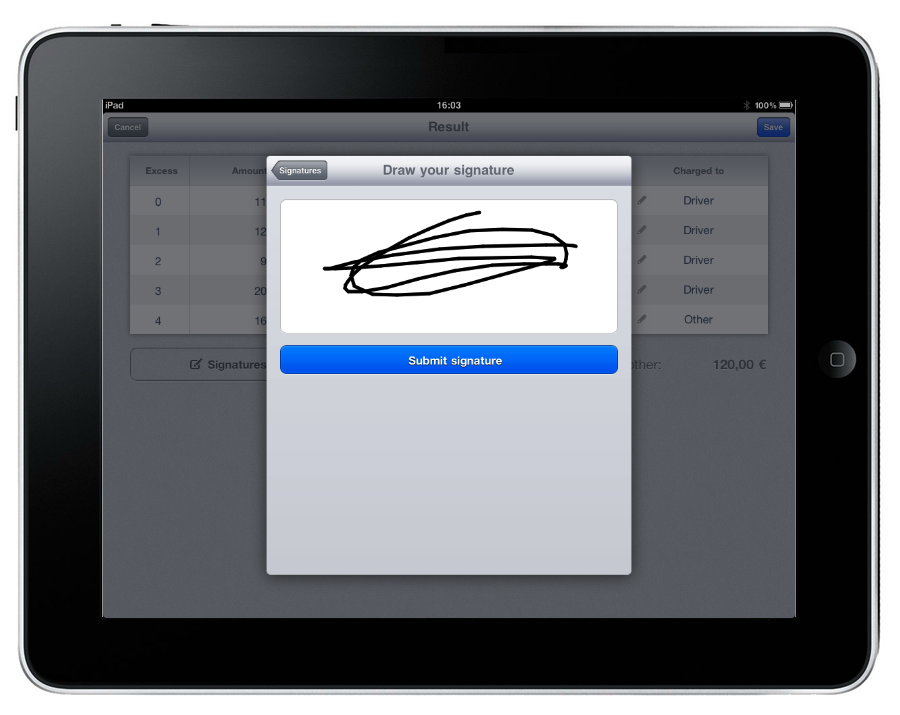 iPad 16:03 100%
Cancel Result Save
Excess Amount Charged to
Signatures Draw your signature
0 11 Driver
1 12 Driver
2 9 Driver
3 20 Driver
4 16 Other
Submit signature
Signatures 120,00 €